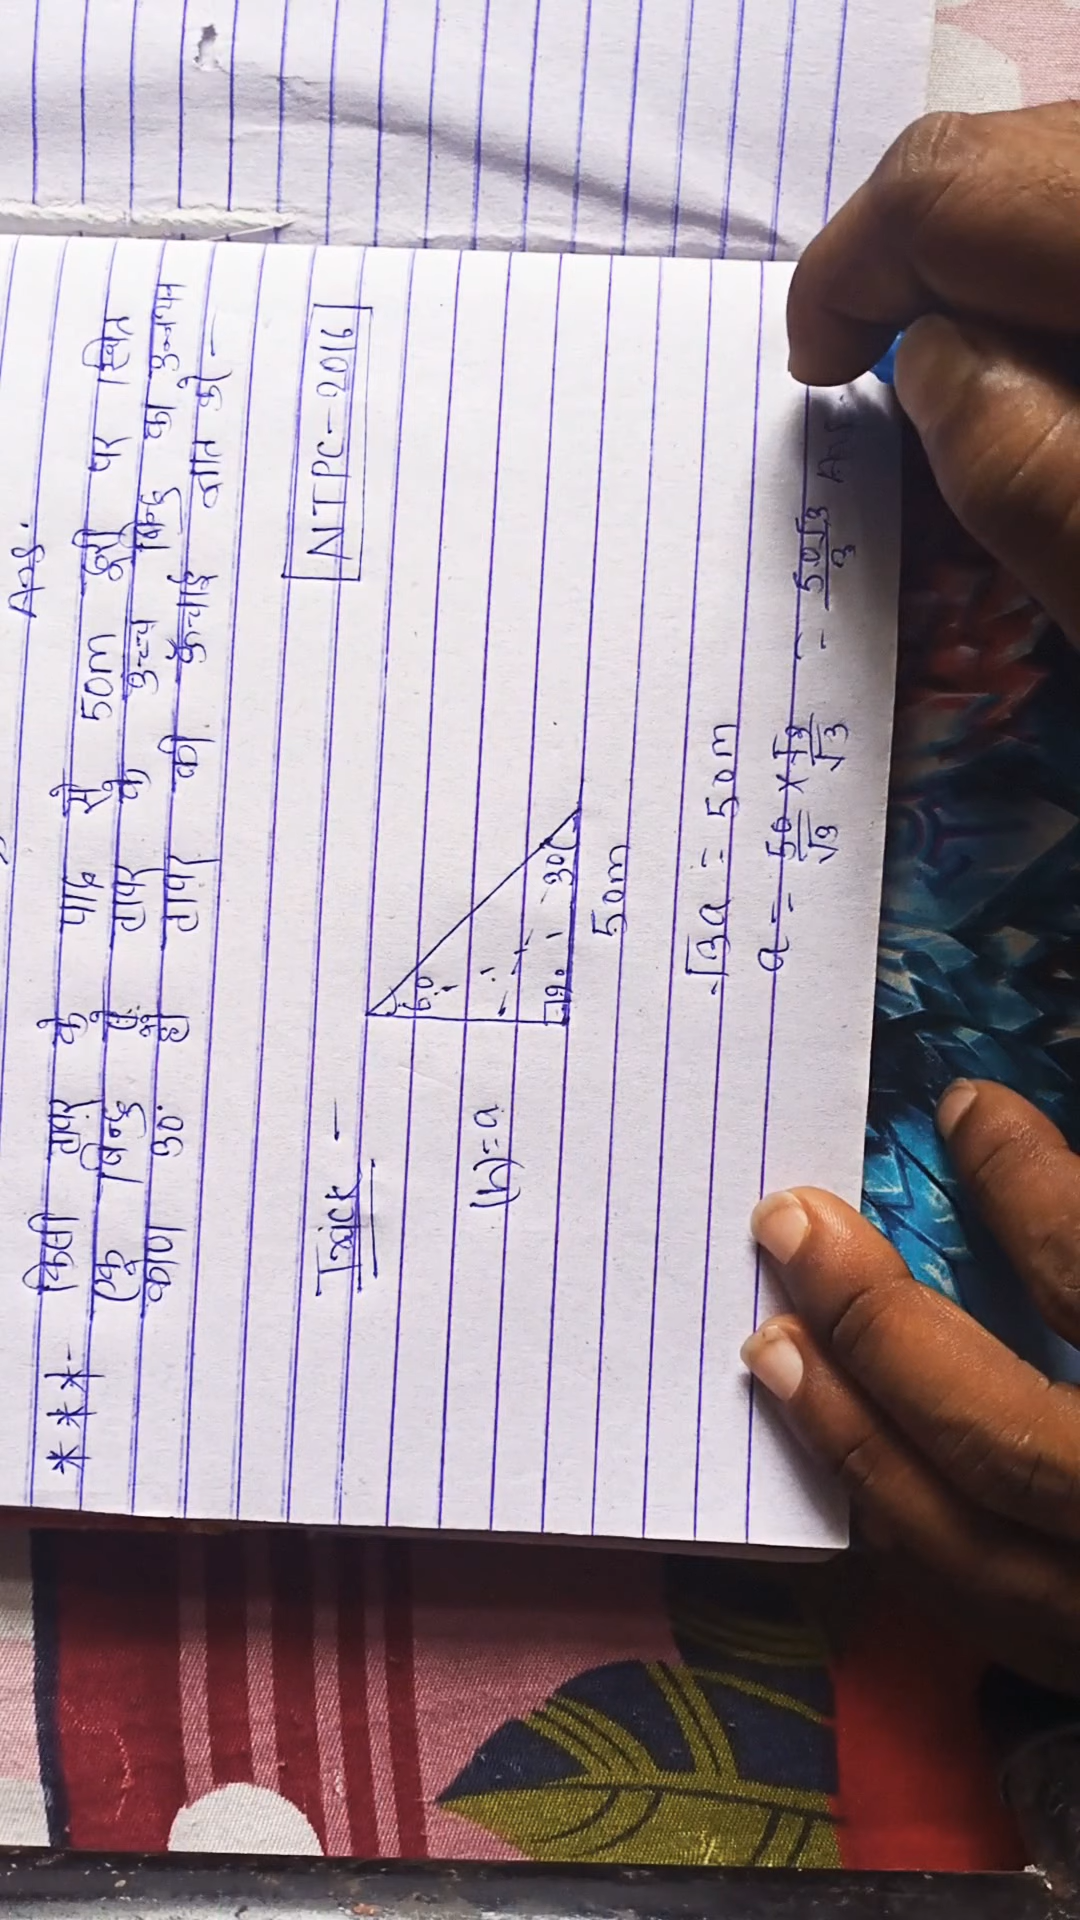 Ans.
***- किसी टावर के पाद से 50m दूरी पर स्थित
एक बिन्दु से टावर के उच्च बिन्दु का उन्नयन
कोण 30° हो टावर की ऊँचाई ज्ञात करे -
NTPC-2016
Trick -
60
(h)=a
90
30
50m
√3a = 50m
a = 50/√3 × √3/√3 = 50√3/3 Ans.